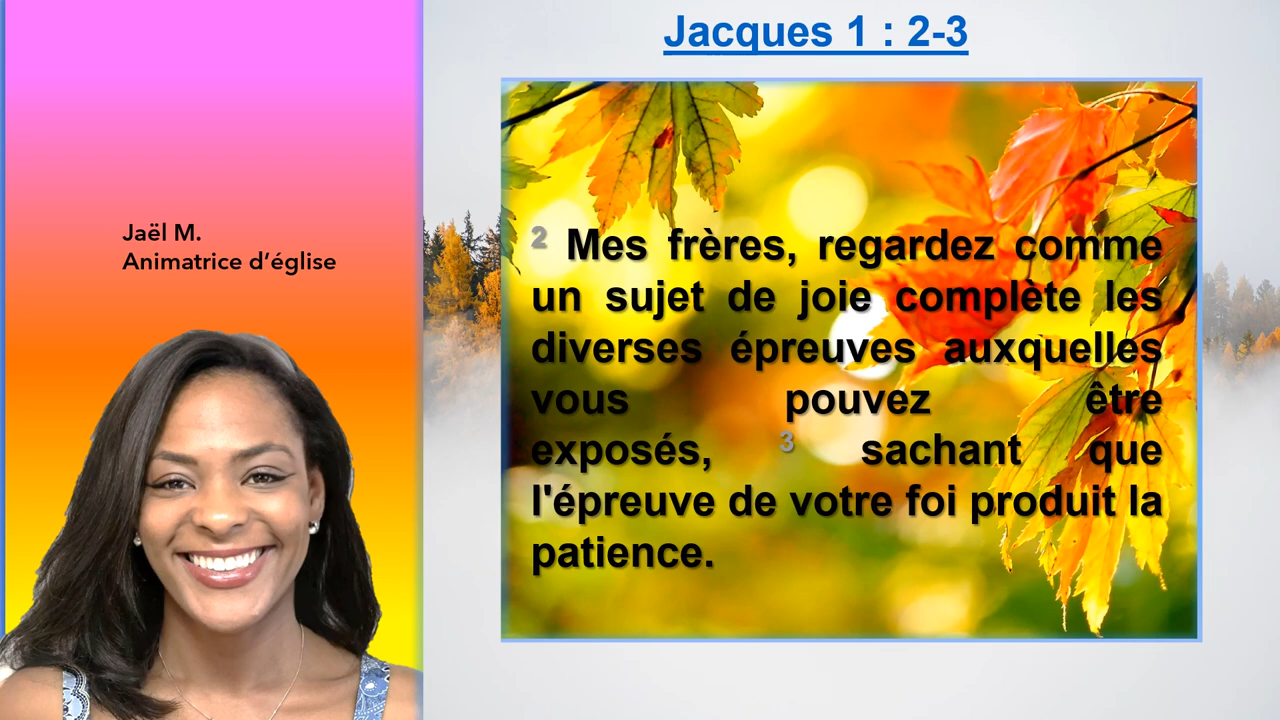 Jacques 1 : 2-3
Jaël M.
Animatrice d’église
2 Mes frères, regardez comme
un sujet de joie complète les
diverses épreuves auxquelles
vous pouvez être
exposés, 3 sachant que
l'épreuve de votre foi produit la
patience.